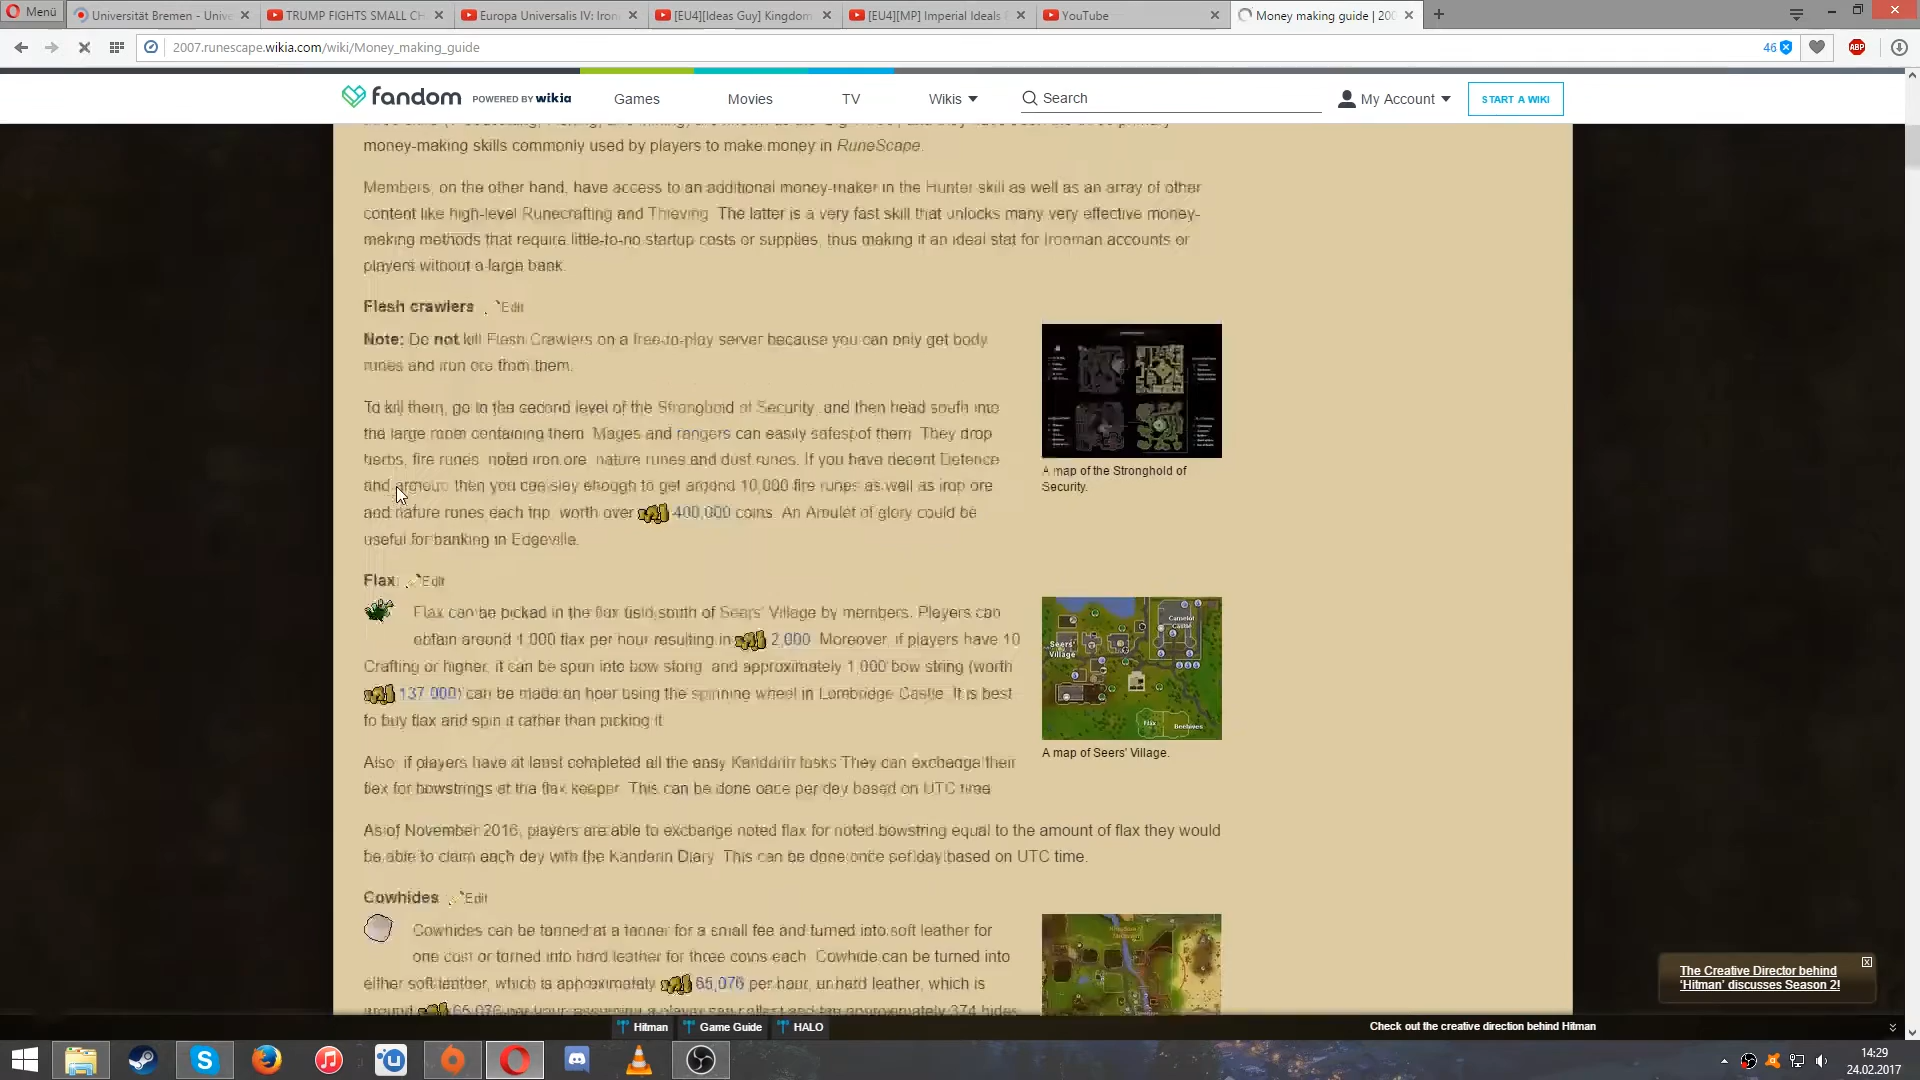 Menü
Universität Bremen - Unive
TRUMP FIGHTS SMALL CH
Europa Universalis IV: Iron
[EU4][Ideas Guy] Kingdom
[EU4][MP] Imperial Ideals
YouTube
Money making guide | 200
2007.runescape.wikia.com/wiki/Money_making_guide
46
ABP
fandom POWERED BY wikia
Games
Movies
TV
Wikis
Search
My Account
START A WIKI
money-making skills commonly used by players to make money in RuneScape.
Members, on the other hand, have access to an additional money-maker in the Hunter skill as well as an array of other
content like high-level Runecrafting and Thieving. The latter is a very fast skill that unlocks many very effective money-
making methods that require little-to-no startup costs or supplies, thus making it an ideal stat for Ironman accounts or
players without a large bank.
Flesh crawlers Edit
Note: Do not kill Flesh Crawlers on a free-to-play server because you can only get body
runes and iron ore from them.
To kill them, go to the second level of the Stronghold of Security, and then head south into
the large room containing them. Mages and rangers can easily safespot them. They drop
herbs, fire runes, noted iron ore, nature runes and dust runes. If you have decent Defence
and armour, then you can stay enough to get around 10,000 fire runes as well as iron ore
and nature runes each trip, worth over 400,000 coins. An Amulet of glory could be
useful for banking in Edgeville.
A map of the Stronghold of
Security.
Flax Edit
Flax can be picked in the flax field south of Seers' Village by members. Players can
obtain around 1,000 flax per hour resulting in 2,000. Moreover, if players have 10
Crafting or higher, it can be spun into bow string, and approximately 1,000 bow string (worth
137,000) can be made an hour using the spinning wheel in Lumbridge Castle. It is best
to buy flax and spin it rather than picking it.
Seers' Village
Camelot Castle
Flax
Beehives
A map of Seers' Village.
Also, if players have at least completed all the easy Kandarin tasks They can exchange their
flax for bowstrings at the flax keeper. This can be done once per day based on UTC time
As of November 2016, players are able to exchange noted flax for noted bowstring equal to the amount of flax they would
be able to claim each day with the Kandarin Diary. This can be done once per day based on UTC time.
Cowhides Edit
Cowhides can be tanned at a tanner for a small fee and turned into soft leather for
one coin or turned into hard leather for three coins each. Cowhide can be turned into
either soft leather, which is approximately 65,076 per hour, or hard leather, which is
around 65,076 per hour, assuming a player can collect and tan approximately 374 hides
The Creative Director behind
'Hitman' discusses Season 2!
Hitman
Game Guide
HALO
Check out the creative direction behind Hitman
14:29
24.02.2017